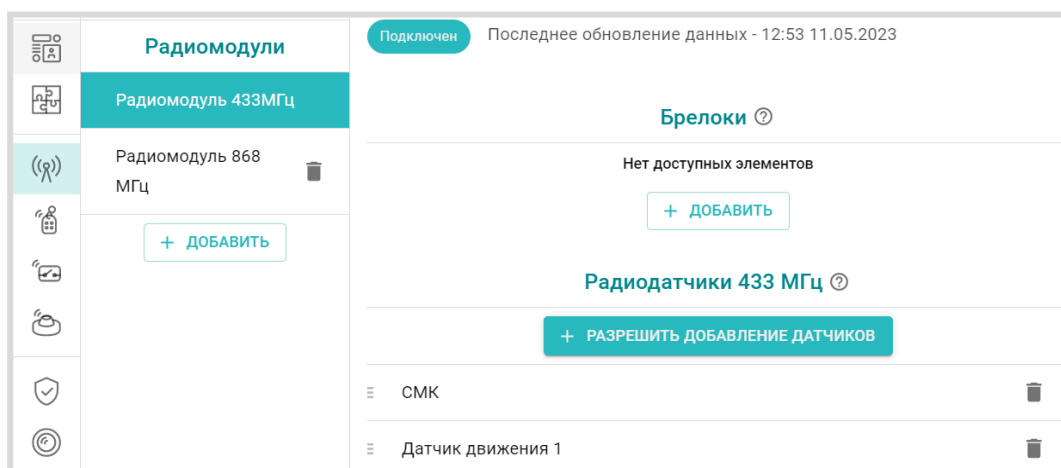 Радиомодули
Радиомодуль 433МГц
Радиомодуль 868
МГц
+ ДОБАВИТЬ
Подключен
Последнее обновление данных - 12:53 11.05.2023
Брелоки
Нет доступных элементов
+ ДОБАВИТЬ
Радиодатчики 433 МГц
+ РАЗРЕШИТЬ ДОБАВЛЕНИЕ ДАТЧИКОВ
СМК
Датчик движения 1